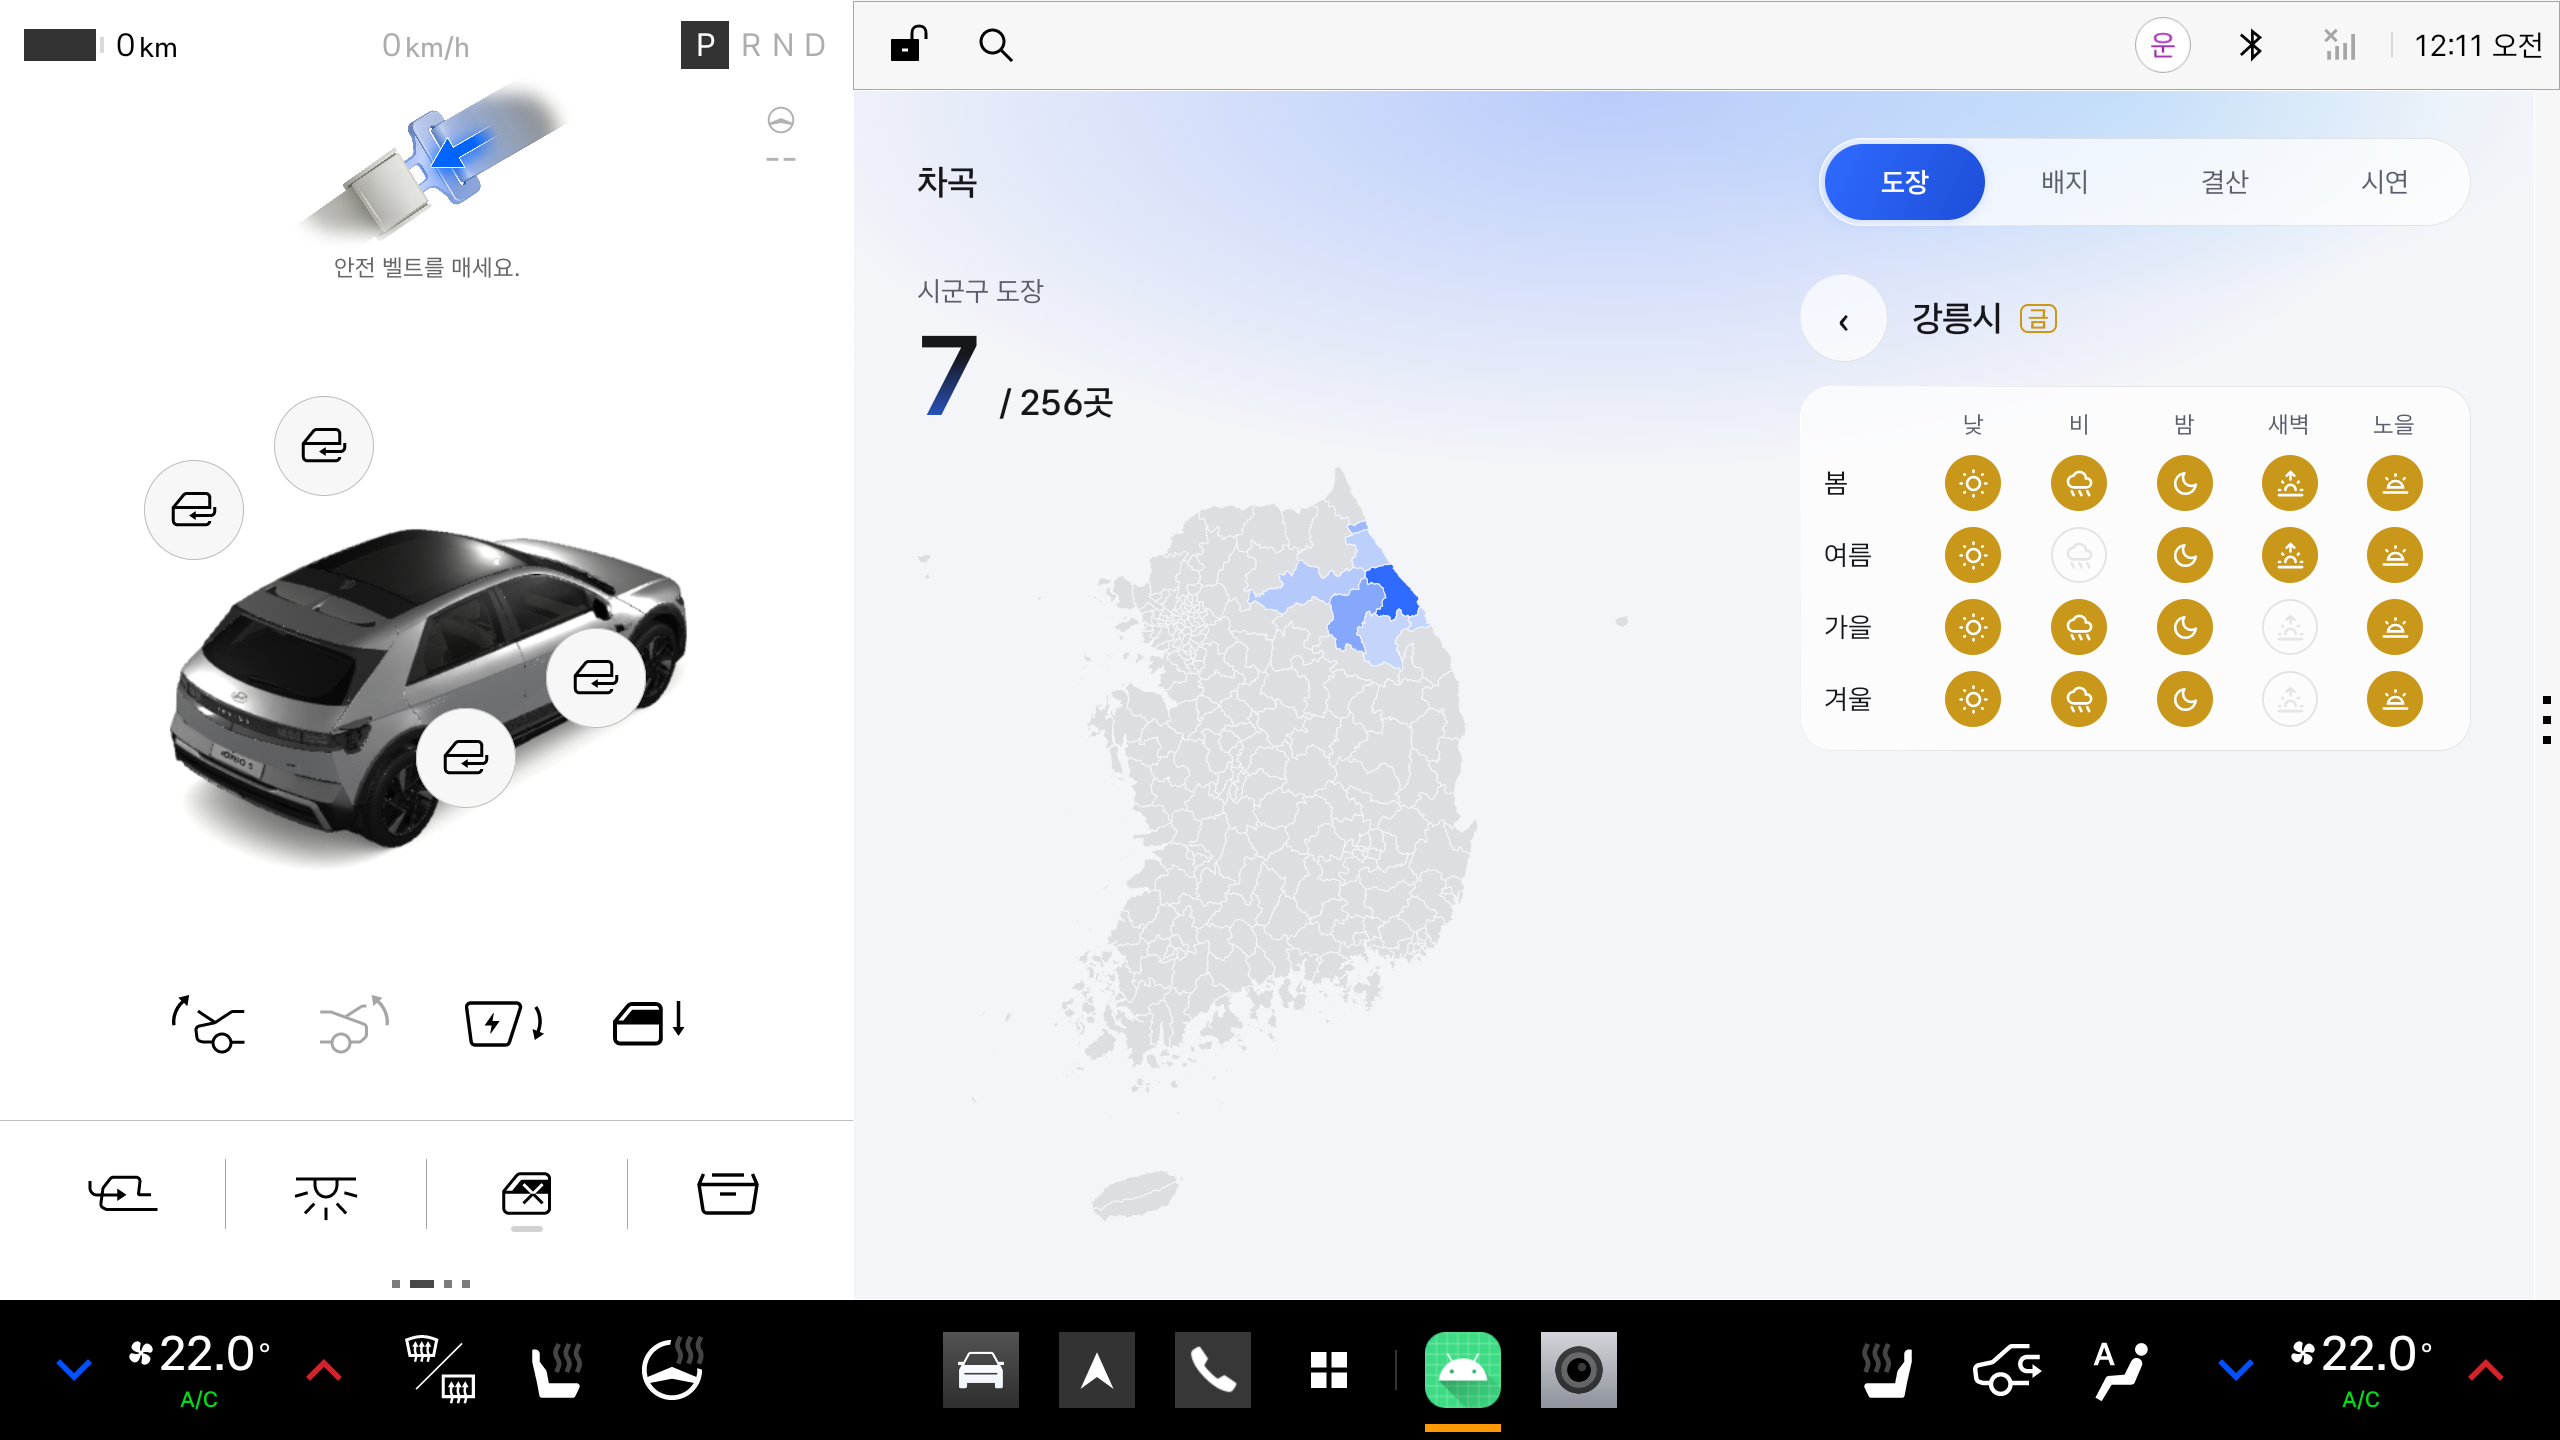 0 km
0 km/h
P R N D
운
12:11 오전
안전 벨트를 매세요.
차곡
도장
배지
결산
시연
시군구 도장
7 / 256곳
강릉시 금
낮 비 밤 새벽 노을
봄
여름
가을
겨울
22.0°
A/C
A
22.0°
A/C